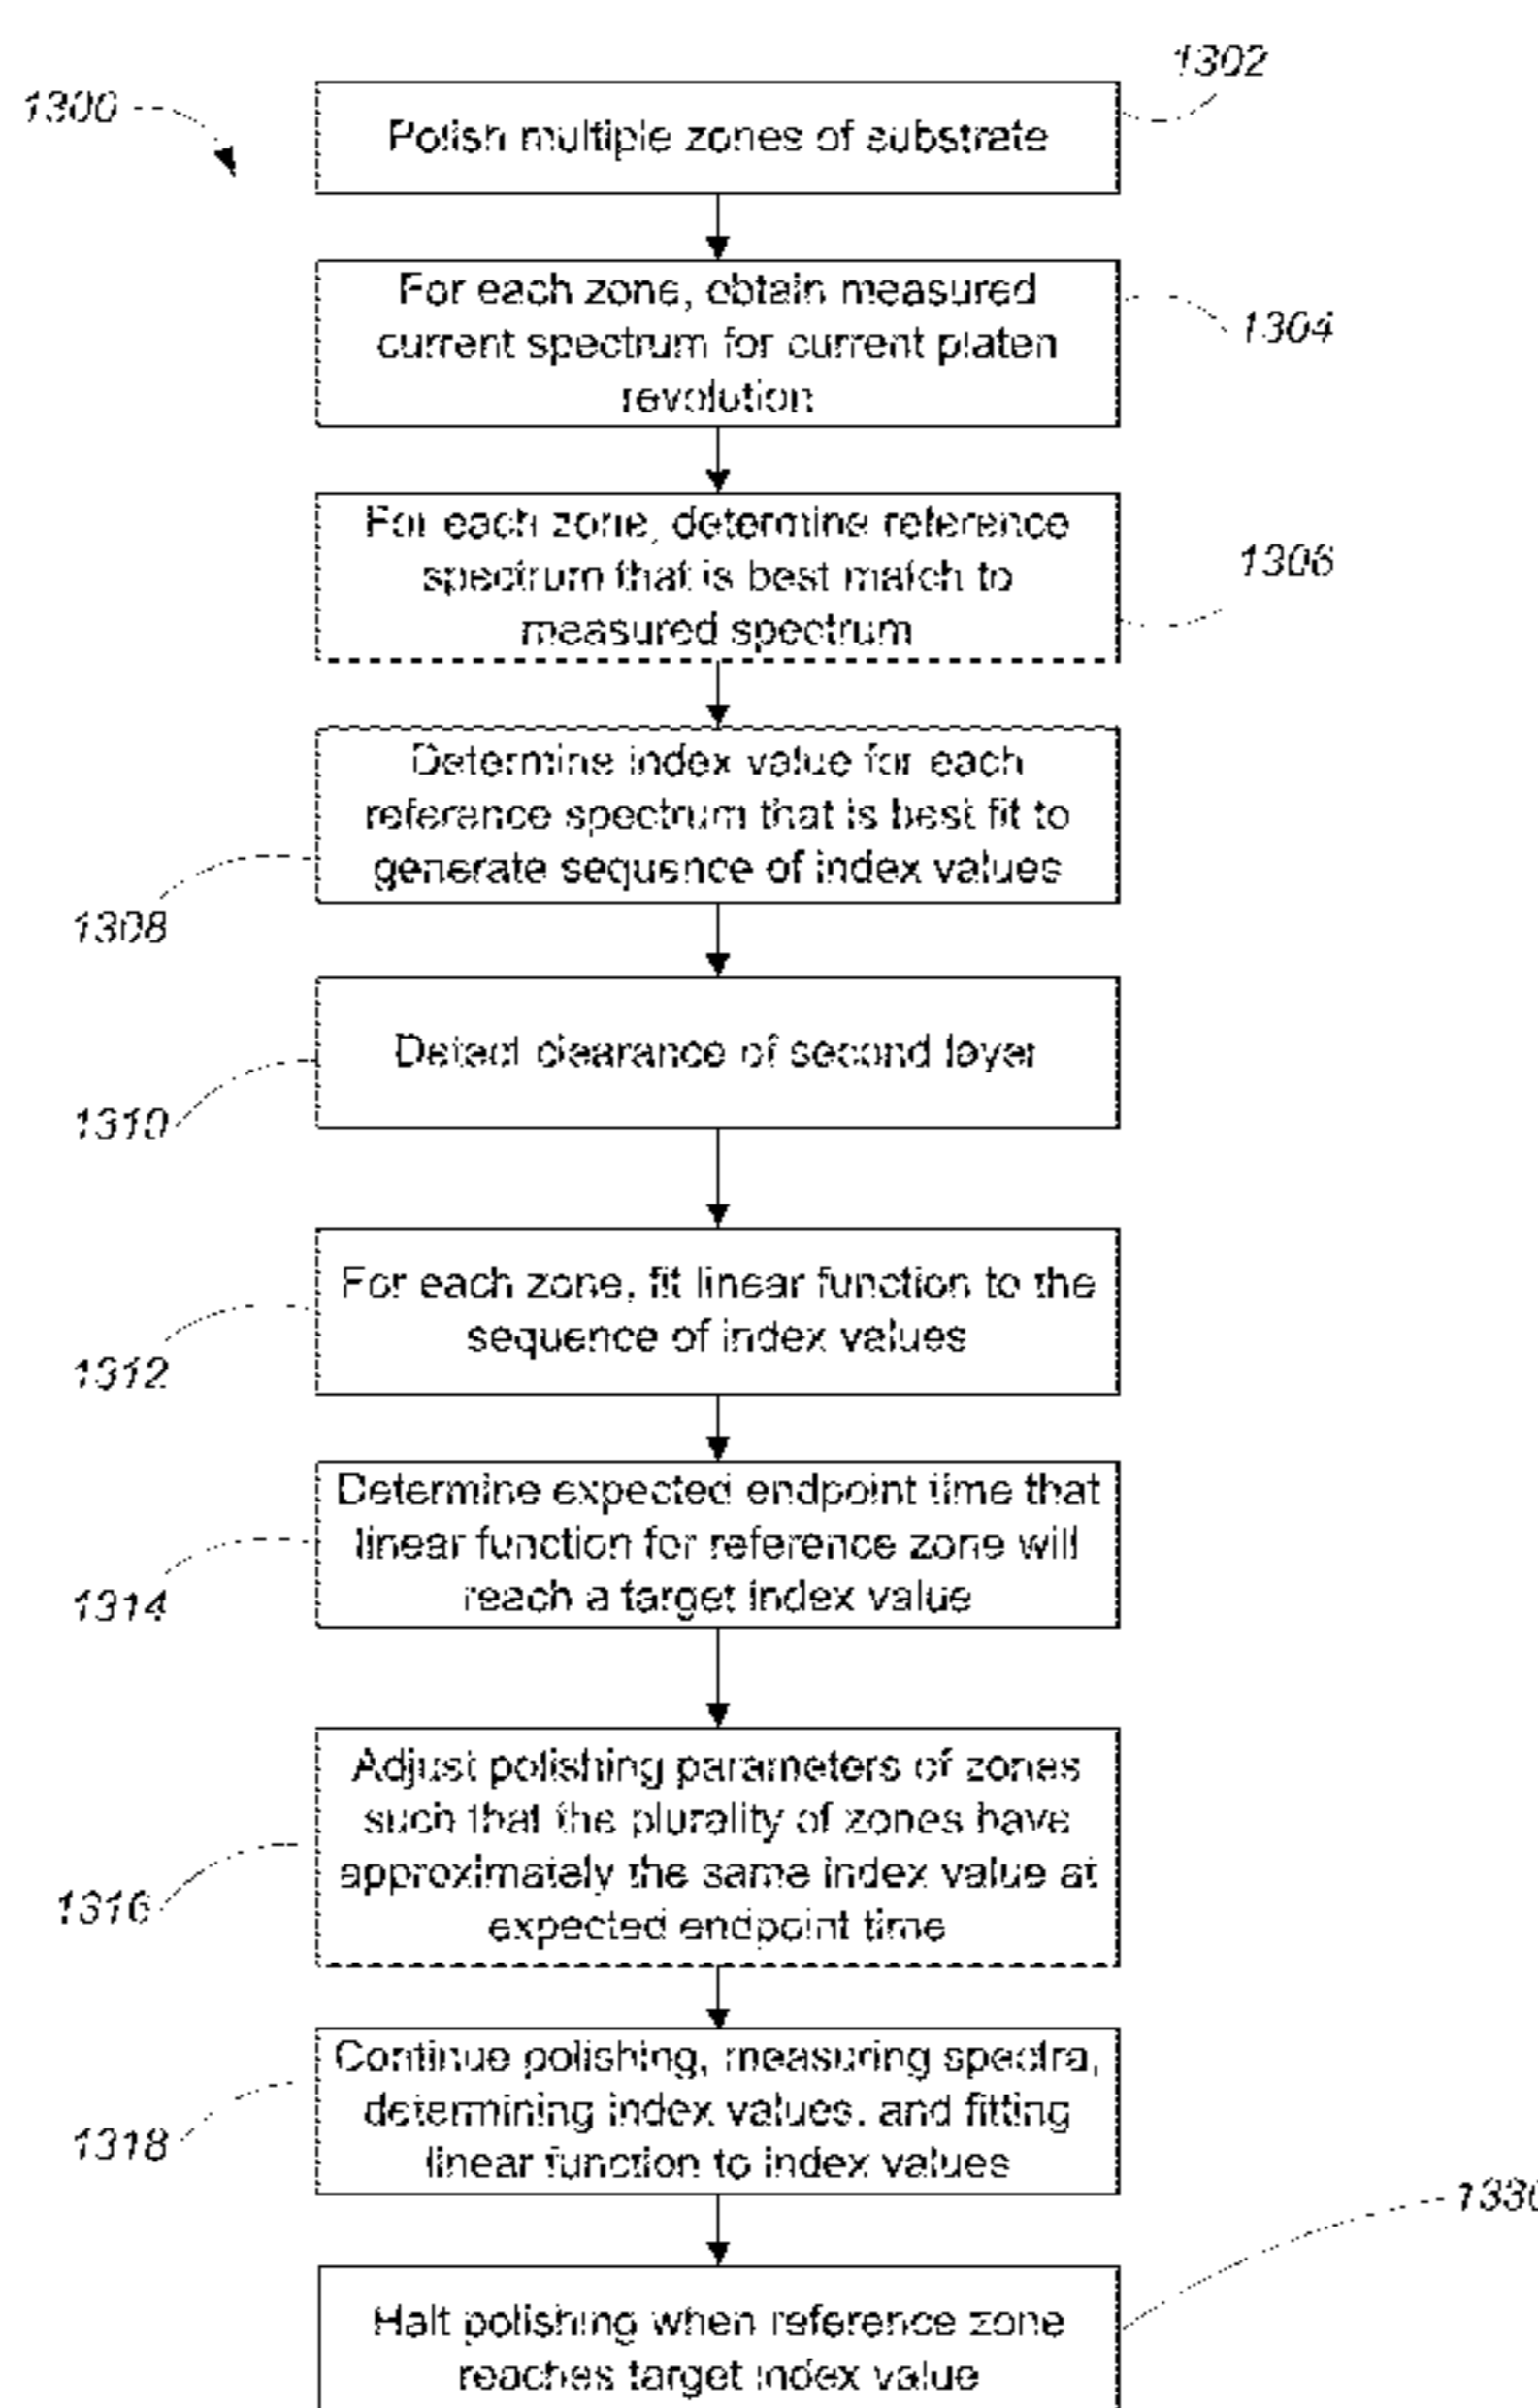 1300
1302
Polish multiple zones of substrate
For each zone, obtain measured
current spectrum for current platen
revolution
1304
For each zone, determine reference
spectrum that is best match to
measured spectrum
1306
Determine index value for each
reference spectrum that is best fit to
generate sequence of index values
1308
Detect clearance of second layer
1310
For each zone, fit linear function to the
sequence of index values
1312
Determine expected endpoint time that
linear function for reference zone will
reach a target index value
1314
Adjust polishing parameters of zones
such that the plurality of zones have
approximately the same index value at
expected endpoint time
1316
Continue polishing, measuring spectra,
determining index values, and fitting
linear function to index values
1318
1330
Halt polishing when reference zone
reaches target index value